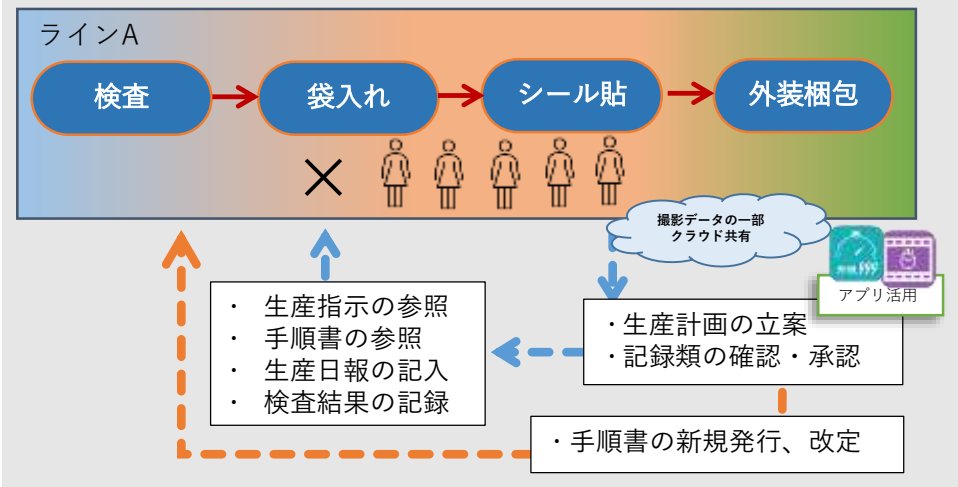 ラインA
検査
袋入れ
シール貼
外装梱包
撮影データの一部
クラウド共有
アプリ活用
・ 生産指示の参照
・ 手順書の参照
・ 生産日報の記入
・ 検査結果の記録
・生産計画の立案
・記録類の確認・承認
・手順書の新規発行、改定